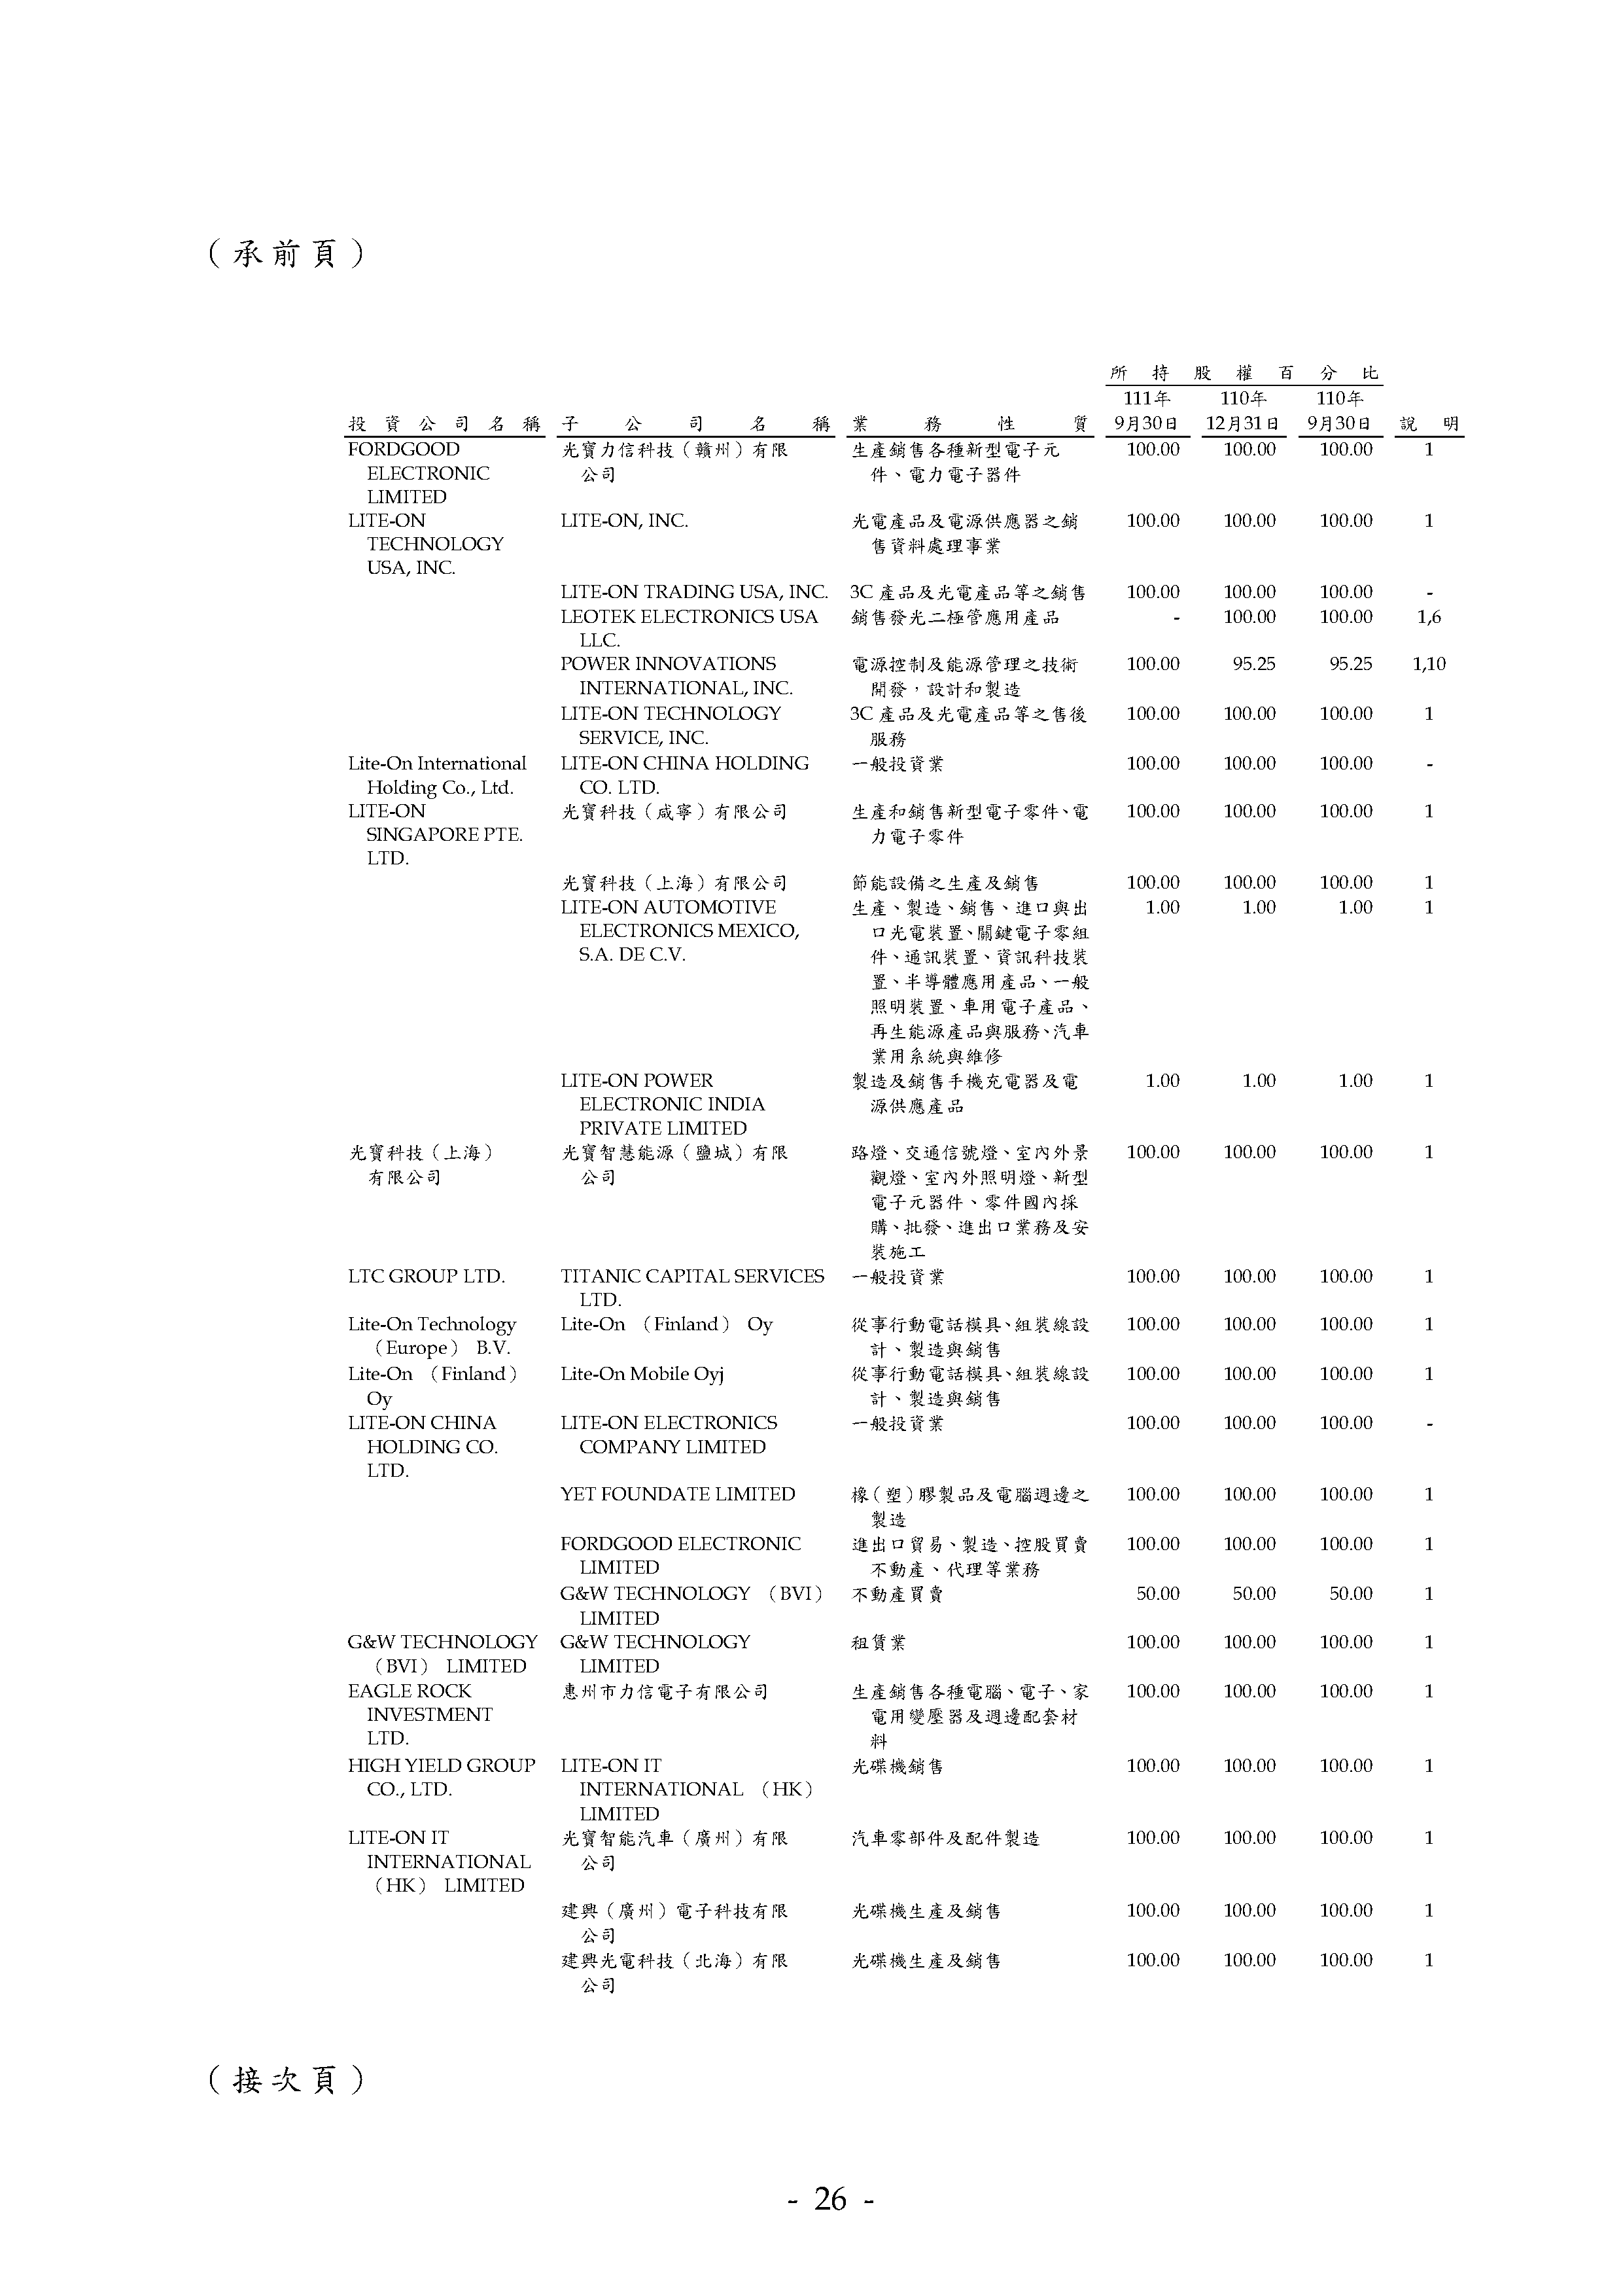 （承前頁）
所持股權百分比
111年 110年 110年
投資公司名稱 子公司名稱 業務性質 9月30日 12月31日 9月30日 說明
FORDGOOD 光寶力信科技（贛州）有限 生產銷售各種新型電子元 100.00 100.00 100.00 1
ELECTRONIC 公司 件、電力電子器件
LIMITED
LITE-ON LITE-ON, INC. 光電產品及電源供應器之銷 100.00 100.00 100.00 1
TECHNOLOGY 售資料處理事業
USA, INC.
LITE-ON TRADING USA, INC. 3C 產品及光電產品等之銷售 100.00 100.00 100.00 -
LEOTEK ELECTRONICS USA 銷售發光二極管應用產品 - 100.00 100.00 1,6
LLC.
POWER INNOVATIONS 電源控制及能源管理之技術 100.00 95.25 95.25 1,10
INTERNATIONAL, INC. 開發，設計和製造
LITE-ON TECHNOLOGY 3C 產品及光電產品等之售後 100.00 100.00 100.00 1
SERVICE, INC. 服務
Lite-On International LITE-ON CHINA HOLDING 一般投資業 100.00 100.00 100.00 -
Holding Co., Ltd. CO. LTD.
LITE-ON 光寶科技（咸寧）有限公司 生產和銷售新型電子零件、電 100.00 100.00 100.00 1
SINGAPORE PTE. 力電子零件
LTD.
光寶科技（上海）有限公司 節能設備之生產及銷售 100.00 100.00 100.00 1
LITE-ON AUTOMOTIVE 生產、製造、銷售、進口與出 1.00 1.00 1.00 1
ELECTRONICS MEXICO, 口光電裝置、關鍵電子零組
S.A. DE C.V. 件、通訊裝置、資訊科技裝
置、半導體應用產品、一般
照明裝置、車用電子產品、
再生能源產品與服務、汽車
業用系統與維修
LITE-ON POWER 製造及銷售手機充電器及電 1.00 1.00 1.00 1
ELECTRONIC INDIA 源供應產品
PRIVATE LIMITED
光寶科技（上海） 光寶智慧能源（鹽城）有限 路燈、交通信號燈、室內外景 100.00 100.00 100.00 1
有限公司 公司 觀燈、室內外照明燈、新型
電子元器件、零件國內採
購、批發、進出口業務及安
裝施工
LTC GROUP LTD. TITANIC CAPITAL SERVICES 一般投資業 100.00 100.00 100.00 1
LTD.
Lite-On Technology Lite-On （Finland） Oy 從事行動電話模具、組裝線設 100.00 100.00 100.00 1
（Europe） B.V. 計、製造與銷售
Lite-On （Finland） Lite-On Mobile Oyj 從事行動電話模具、組裝線設 100.00 100.00 100.00 1
Oy 計、製造與銷售
LITE-ON CHINA LITE-ON ELECTRONICS 一般投資業 100.00 100.00 100.00 -
HOLDING CO. COMPANY LIMITED
LTD.
YET FOUNDATE LIMITED 橡（塑）膠製品及電腦週邊之 100.00 100.00 100.00 1
製造
FORDGOOD ELECTRONIC 進出口貿易、製造、控股買賣 100.00 100.00 100.00 1
LIMITED 不動產、代理等業務
G&W TECHNOLOGY （BVI） 不動產買賣 50.00 50.00 50.00 1
LIMITED
G&W TECHNOLOGY G&W TECHNOLOGY 租賃業 100.00 100.00 100.00 1
（BVI） LIMITED LIMITED
EAGLE ROCK 惠州市力信電子有限公司 生產銷售各種電腦、電子、家 100.00 100.00 100.00 1
INVESTMENT 電用變壓器及週邊配套材
LTD. 料
HIGH YIELD GROUP LITE-ON IT 光碟機銷售 100.00 100.00 100.00 1
CO., LTD. INTERNATIONAL （HK）
LIMITED
LITE-ON IT 光寶智能汽車（廣州）有限 汽車零部件及配件製造 100.00 100.00 100.00 1
INTERNATIONAL 公司
（HK） LIMITED
建興（廣州）電子科技有限 光碟機生產及銷售 100.00 100.00 100.00 1
公司
建興光電科技（北海）有限 光碟機生產及銷售 100.00 100.00 100.00 1
公司
（接次頁）
- 26 -